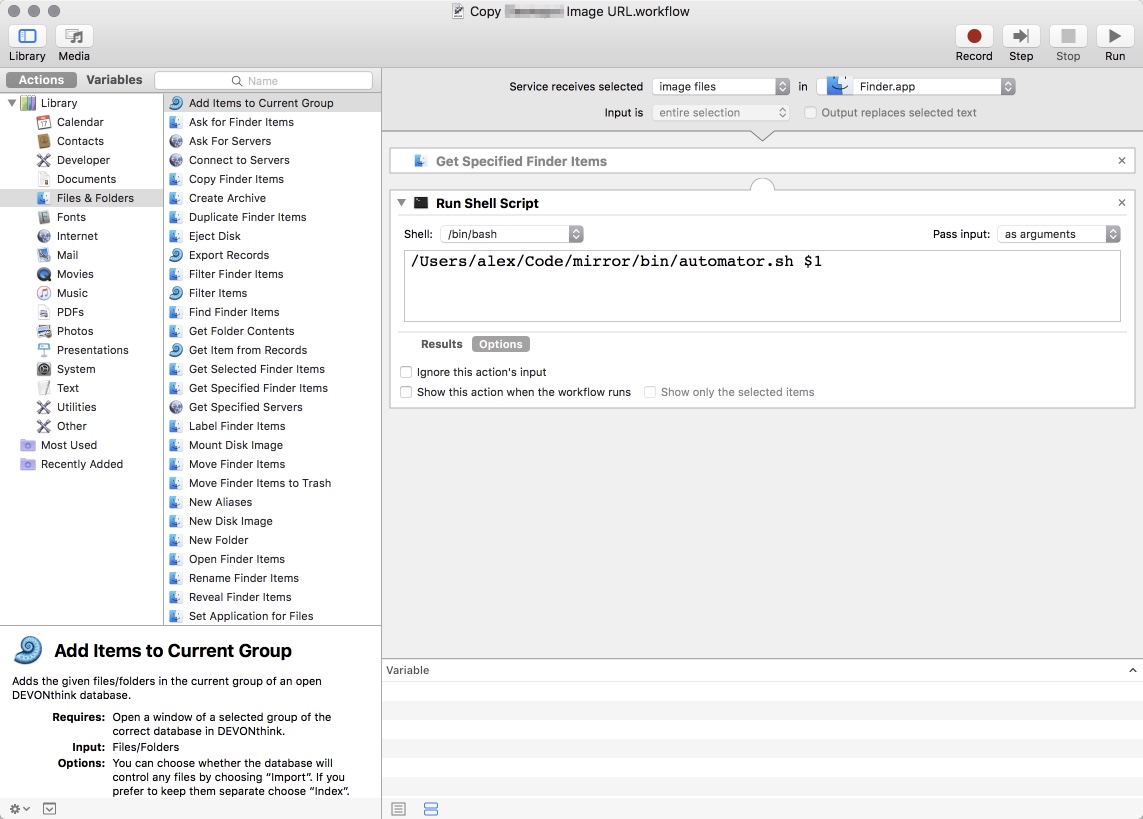 Copy Image URL.workflow
Library
Media
Record
Step
Stop
Run
Actions
Variables
Name
Library
Calendar
Contacts
Developer
Documents
Files & Folders
Fonts
Internet
Mail
Movies
Music
PDFs
Photos
Presentations
System
Text
Utilities
Other
Most Used
Recently Added
Add Items to Current Group
Ask for Finder Items
Ask For Servers
Connect to Servers
Copy Finder Items
Create Archive
Duplicate Finder Items
Eject Disk
Export Records
Filter Finder Items
Filter Items
Find Finder Items
Get Folder Contents
Get Item from Records
Get Selected Finder Items
Get Specified Finder Items
Get Specified Servers
Label Finder Items
Mount Disk Image
Move Finder Items
Move Finder Items to Trash
New Aliases
New Disk Image
New Folder
Open Finder Items
Rename Finder Items
Reveal Finder Items
Set Application for Files
Add Items to Current Group
Adds the given files/folders in the current group of an open
DEVONthink database.
Requires: Open a window of a selected group of the
correct database in DEVONthink.
Input: Files/Folders
Options: You can choose whether the database will
control any files by choosing “Import”. If you
prefer to keep them separate choose “Index”.
Service receives selected image files in Finder.app
Input is entire selection Output replaces selected text
Get Specified Finder Items
Run Shell Script
Shell: /bin/bash Pass input: as arguments
/Users/alex/Code/mirror/bin/automator.sh $1
Results Options
Ignore this action's input
Show this action when the workflow runs Show only the selected items
Variable